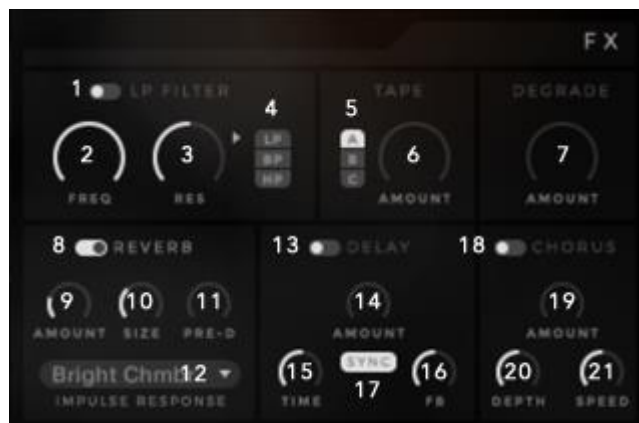 FX
1 LP FILTER
4
TAPE
5
DEGRADE
2
FREQ
3
RES
LP
BP
HP
A
B
C
6
AMOUNT
7
AMOUNT
8 REVERB
13 DELAY
18 CHORUS
9
AMOUNT
10
SIZE
11
PRE-D
14
AMOUNT
19
AMOUNT
Bright Chmb12
IMPULSE RESPONSE
15
TIME
SYNC
17
16
FB
20
DEPTH
21
SPEED